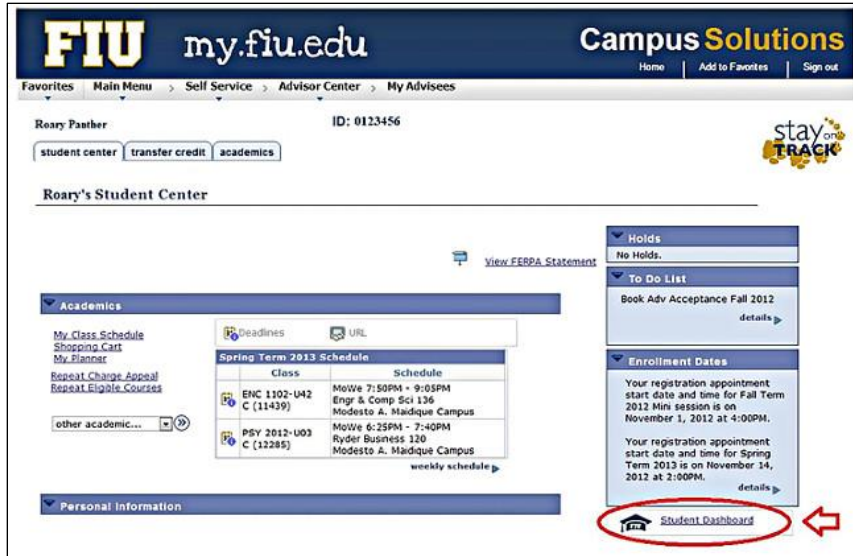 FIU my.fiu.edu
Campus Solutions
Home | Add to Favorites | Sign out
Favorites Main Menu > Self Service > Advisor Center > My Advisees
Roary Panther ID: 0123456
stay on
TRACK
student center transfer credit academics
Roary's Student Center
View FERPA Statement
Holds
No Holds.
To Do List
Book Adv Acceptance Fall 2012
details
Academics
My Class Schedule
Shopping Cart
My Planner
Repeat Charge Appeal
Repeat Eligible Courses
other academic...
Deadlines URL
Spring Term 2013 Schedule
Class Schedule
ENC 1102-U42
C (11439)
MoWe 7:50PM - 9:05PM
Engr & Comp Sci 136
Modesto A. Maidique Campus
PSY 2012-U03
C (12285)
MoWe 6:25PM - 7:40PM
Ryder Business 120
Modesto A. Maidique Campus
weekly schedule
Enrollment Dates
Your registration appointment
start date and time for Fall Term
2012 Mini session is on
November 1, 2012 at 4:00PM.
Your registration appointment
start date and time for Spring
Term 2013 is on November 14,
2012 at 2:00PM.
details
Personal Information
Student Dashboard